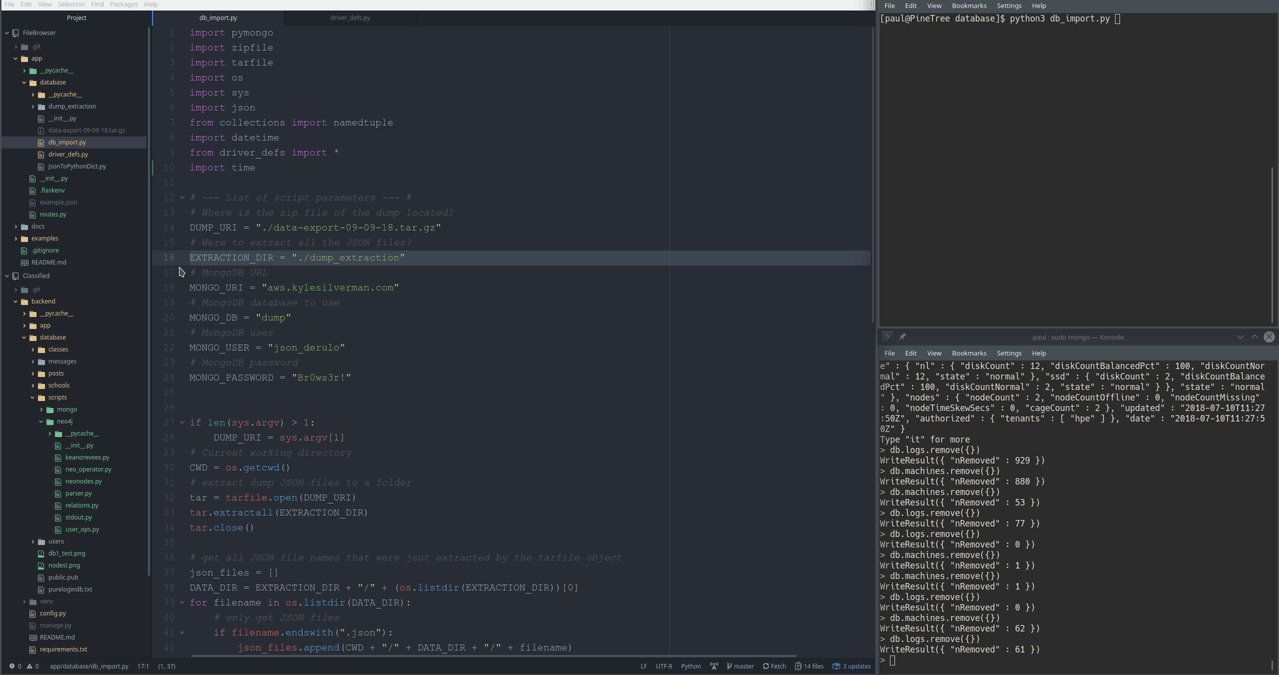 File Edit View Selection Find Packages Help
Project
FileBrowser
.git
app
__pycache__
database
__pycache__
dump_extraction
__init__.py
data-export-09-09-18.tar.gz
db_import.py
driver_defs.py
JsonToPythonDict.py
__init__.py
.flaskenv
example.json
routes.py
docs
examples
.gitignore
README.md
Classified
.git
backend
__pycache__
app
database
classes
messages
posts
schools
scripts
mongo
neo4j
__pycache__
__init__.py
keanorevees.py
neo_operator.py
neonodes.py
parser.py
relations.py
stdout.py
user_ops.py
users
db1_test.png
nodes!.png
public.pub
purelogindb.txt
venv
config.py
manage.py
README.md
requirements.txt
db_import.py driver_defs.py
1 import pymongo
2 import zipfile
3 import tarfile
4 import os
5 import sys
6 import json
7 from collections import namedtuple
8 import datetime
9 from driver_defs import *
10 import time
11
12 # --- List of script parameters --- #
13 # Where is the zip file of the dump located?
14 DUMP_URI = "./data-export-09-09-18.tar.gz"
15 # Were to extract all the JSON files?
16 EXTRACTION_DIR = "./dump_extraction"
17 # MongoDB URL
18 MONGO_URI = "aws.kylesilverman.com"
19 # MongoDB database to use
20 MONGO_DB = "dump"
21 # MongoDB user
22 MONGO_USER = "json_derulo"
23 # MongoDB password
24 MONGO_PASSWORD = "Br0ws3r!"
25
26
27 if len(sys.argv) > 1:
28 DUMP_URI = sys.argv[1]
29 # Current working directory
30 CWD = os.getcwd()
31 # extract dump JSON files to a folder
32 tar = tarfile.open(DUMP_URI)
33 tar.extractall(EXTRACTION_DIR)
34 tar.close()
35
36 # get all JSON file names that were jsut extracted by the tarfile object
37 json_files = []
38 DATA_DIR = EXTRACTION_DIR + "/" + (os.listdir(EXTRACTION_DIR))[0]
39 for filename in os.listdir(DATA_DIR):
40 # only get JSON files
41 if filename.endswith(".json"):
42 json_files.append(CWD + "/" + DATA_DIR + "/" + filename)
0 0 app/database/db_import.py 17:1 (1, 37) LF UTF-8 Python master Fetch 14 files 3 updates
File Edit View Bookmarks Settings Help
[paul@PineTree database]$ python3 db_import.py
paul : sudo mongo — Konsole
File Edit View Bookmarks Settings Help
e" : { "nl" : { "diskCount" : 12, "diskCountBalancedPct" : 100, "diskCountNor
mal" : 12, "state" : "normal" }, "ssd" : { "diskCount" : 2, "diskCountBalance
dPct" : 100, "diskCountNormal" : 2, "state" : "normal" } }, "state" : "normal
" }, "nodes" : { "nodeCount" : 2, "nodeCountOffline" : 0, "nodeCountMissing"
: 0, "nodeTimeSkewSecs" : 0, "cageCount" : 2 }, "updated" : "2018-07-10T11:27
:50Z", "authorized" : { "tenants" : [ "hpe" ] }, "date" : "2018-07-10T11:27:5
0Z" }
Type "it" for more
> db.logs.remove({})
WriteResult({ "nRemoved" : 929 })
> db.machines.remove({})
WriteResult({ "nRemoved" : 880 })
> db.machines.remove({})
WriteResult({ "nRemoved" : 53 })
> db.logs.remove({})
WriteResult({ "nRemoved" : 77 })
> db.logs.remove({})
WriteResult({ "nRemoved" : 0 })
> db.machines.remove({})
WriteResult({ "nRemoved" : 1 })
> db.machines.remove({})
WriteResult({ "nRemoved" : 1 })
> db.logs.remove({})
WriteResult({ "nRemoved" : 0 })
> db.machines.remove({})
WriteResult({ "nRemoved" : 62 })
> db.logs.remove({})
WriteResult({ "nRemoved" : 61 })
>